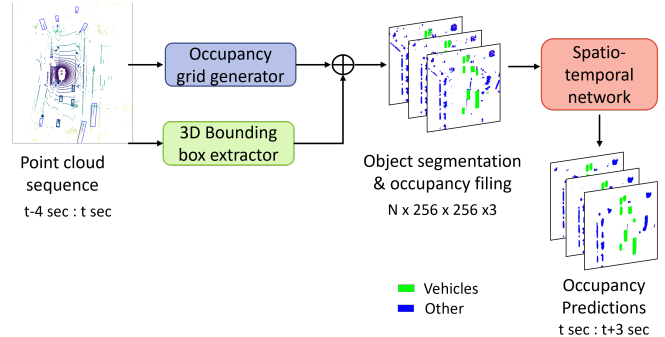 Point cloud
sequence
t-4 sec : t sec
Occupancy
grid generator
3D Bounding
box extractor
Object segmentation
& occupancy filing
N x 256 x 256 x3
Spatio-
temporal
network
Occupancy
Predictions
t sec : t+3 sec
Vehicles
Other